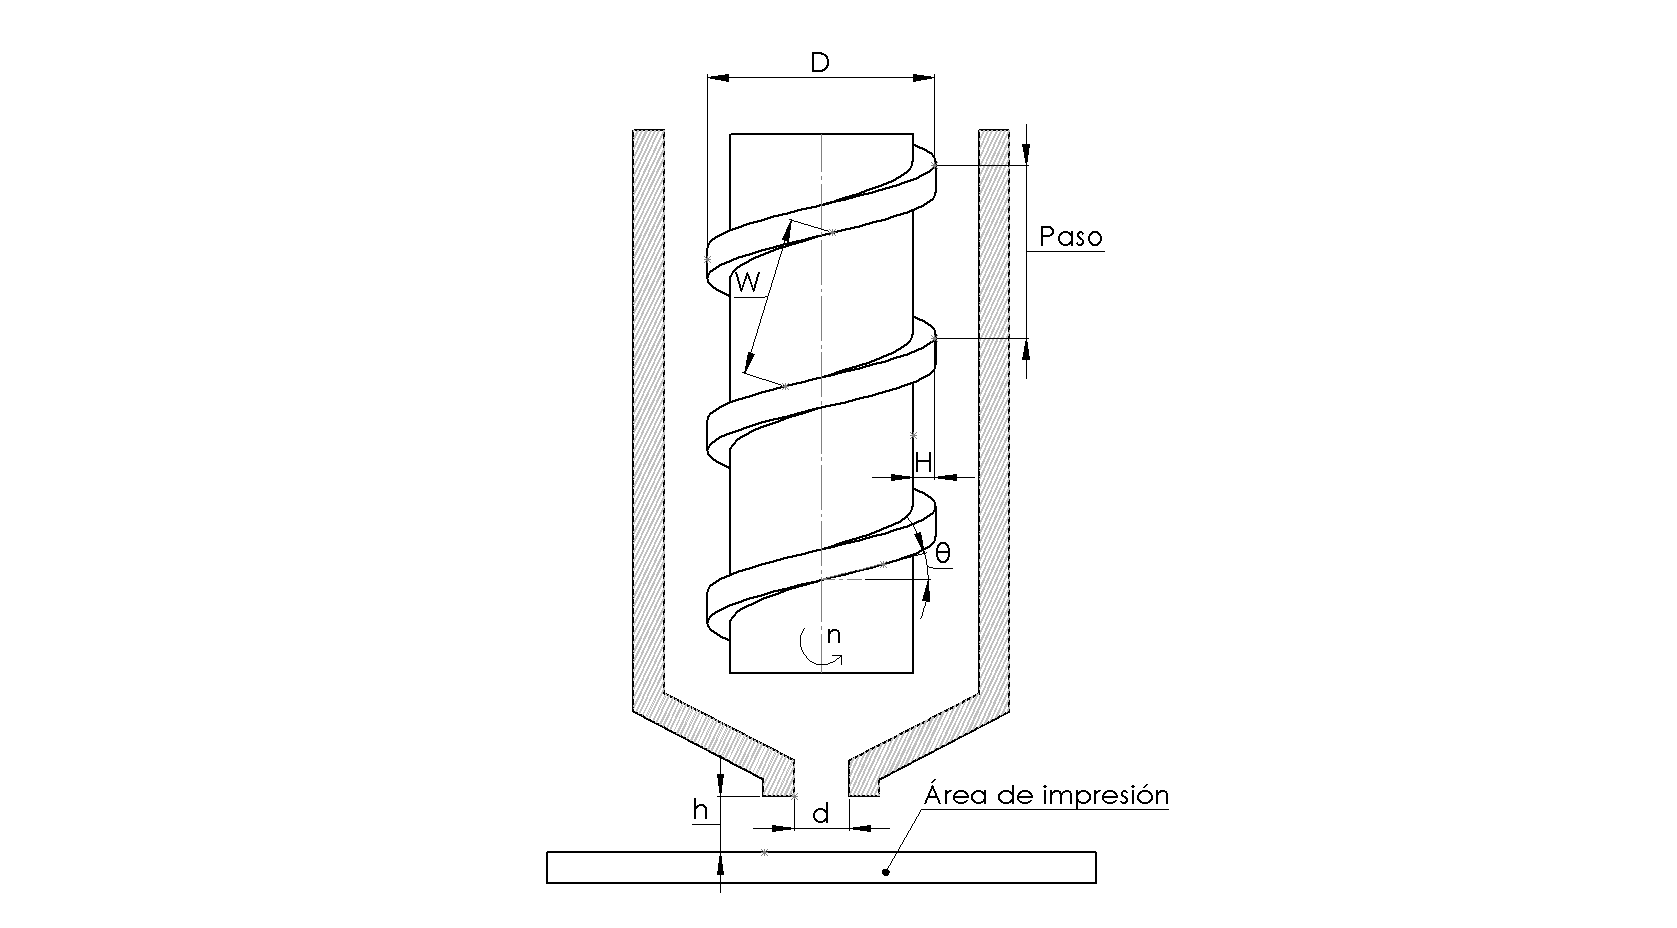 D
Paso
W
H
θ
n
Área de impresión
h
d